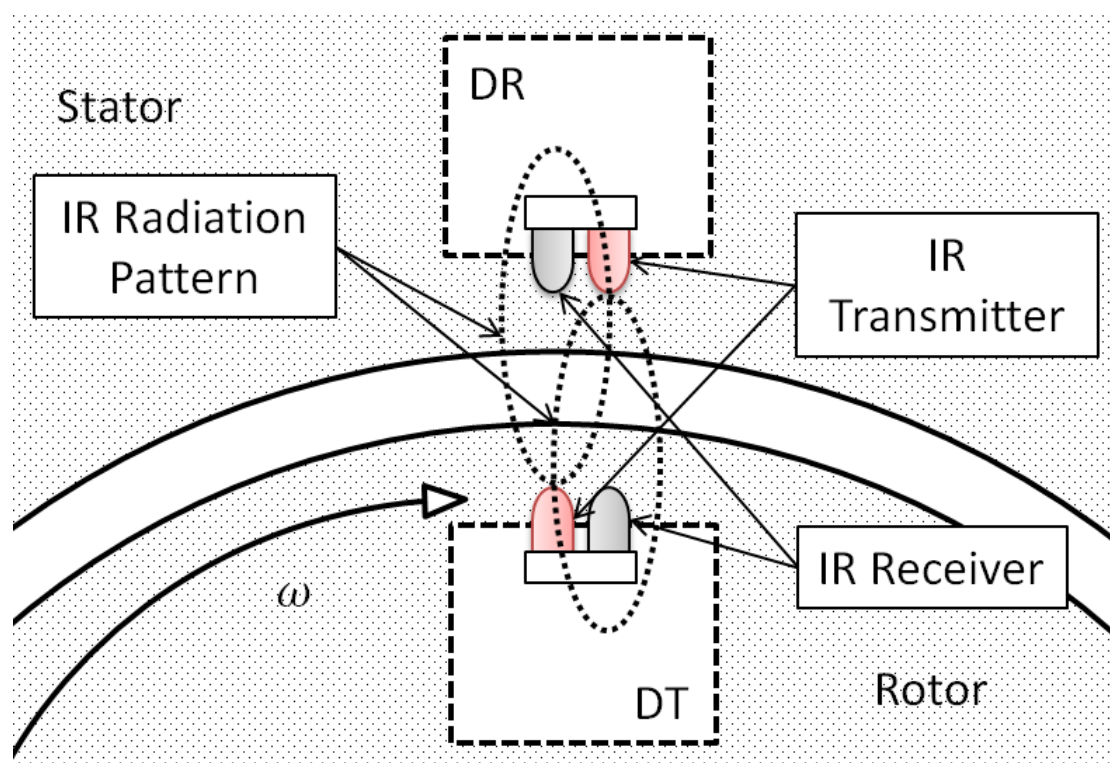 DR
Stator
IR Radiation
Pattern
IR
Transmitter
IR Receiver
ω
DT
Rotor